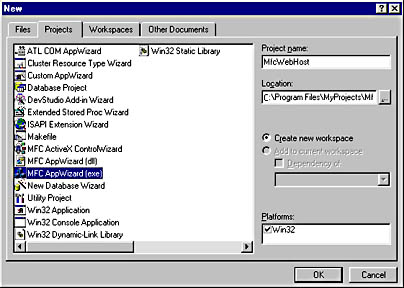 New
Files
Projects
Workspaces
Other Documents
ATL COM AppWizard
Cluster Resource Type Wizard
Custom AppWizard
Database Project
DevStudio Add-in Wizard
Extended Stored Proc Wizard
ISAPI Extension Wizard
Makefile
MFC ActiveX ControlWizard
MFC AppWizard (dll)
MFC AppWizard (exe)
New Database Wizard
Utility Project
Win32 Application
Win32 Console Application
Win32 Dynamic-Link Library
Win32 Static Library
Project name:
MfcWebHost
Location:
C:\Program Files\MyProjects\Mf
...
Create new workspace
Add to current workspace
Dependency of:
Platforms:
Win32
OK
Cancel